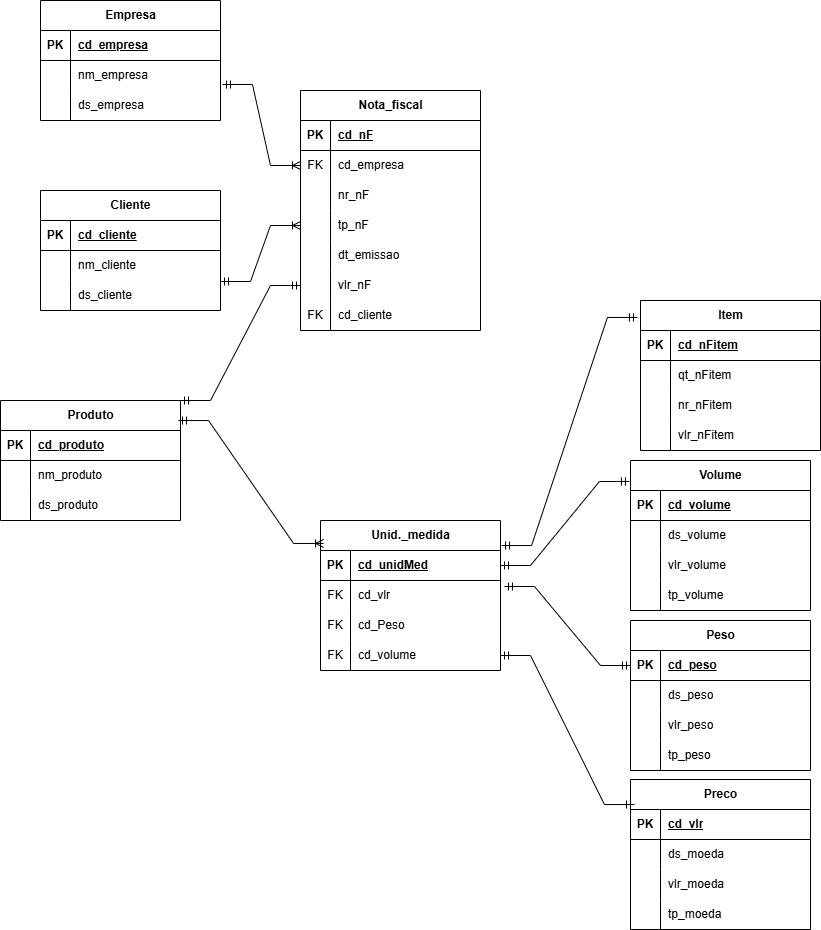 Empresa
PK cd_empresa
nm_empresa
ds_empresa
Nota_fiscal
PK cd_nF
FK cd_empresa
nr_nF
tp_nF
dt_emissao
vlr_nF
FK cd_cliente
Cliente
PK cd_cliente
nm_cliente
ds_cliente
Item
PK cd_nFitem
qt_nFitem
nr_nFitem
vlr_nFitem
Produto
PK cd_produto
nm_produto
ds_produto
Volume
PK cd_volume
ds_volume
vlr_volume
tp_volume
Unid._medida
PK cd_unidMed
FK cd_vlr
FK cd_Peso
FK cd_volume
Peso
PK cd_peso
ds_peso
vlr_peso
tp_peso
Preco
PK cd_vlr
ds_moeda
vlr_moeda
tp_moeda